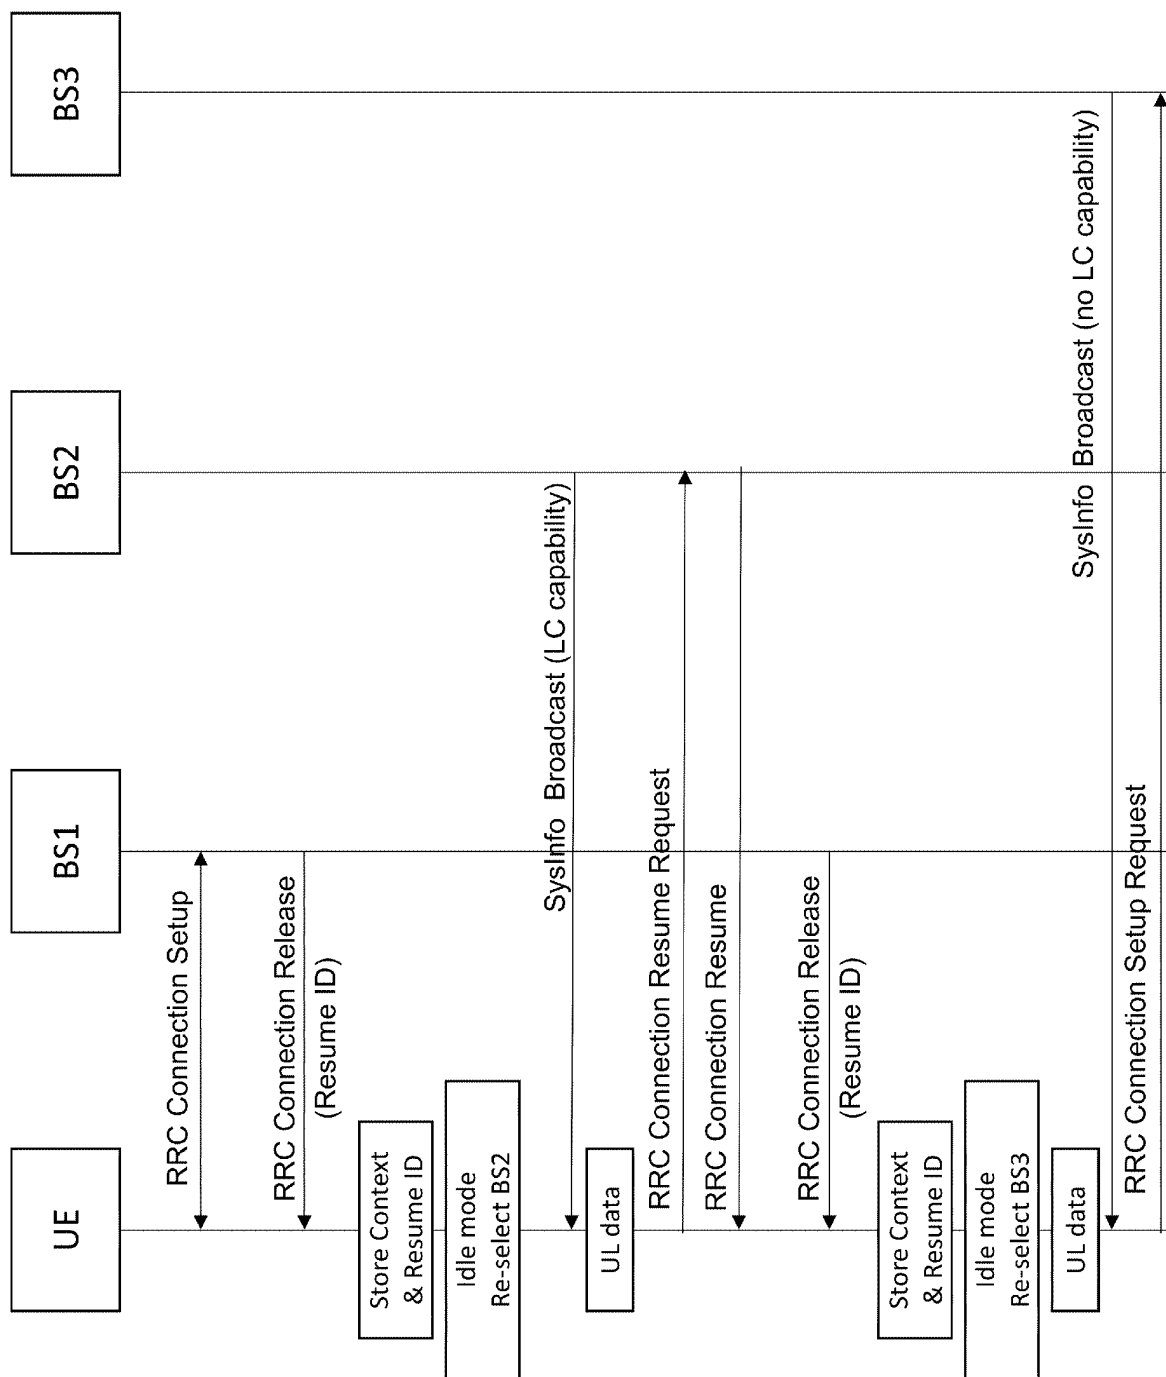 UE
BS1
BS2
BS3
RRC Connection Setup
RRC Connection Release
(Resume ID)
Store Context
& Resume ID
Idle mode
Re-select BS2
SysInfo Broadcast (LC capability)
UL data
RRC Connection Resume Request
RRC Connection Resume
RRC Connection Release
(Resume ID)
Store Context
& Resume ID
Idle mode
Re-select BS3
UL data
SysInfo Broadcast (no LC capability)
RRC Connection Setup Request